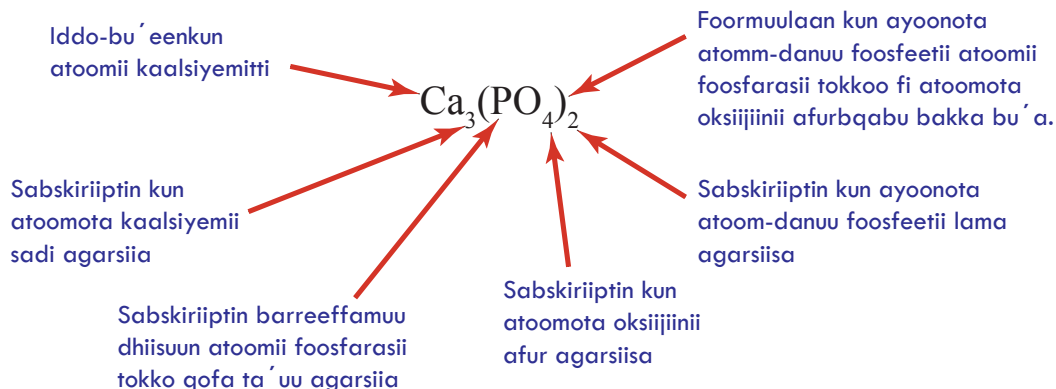 Iddo-bu´eenkun
atoomii kaalsiyemitti
Foormuulaan kun ayoonota
atomm-danuu foosfeetii atoomii
foosfarasii tokkoo fi atoomota
oksiijiinii afurbqabu bakka bu´a.
Ca₃(PO₄)₂
Sabskiriiptin kun
atoomota kaalsiyemii
sadi agarsiia
Sabskiriiptin kun ayoonota
atoom-danuu foosfeetii lama
agarsiisa
Sabskiriiptin barreeffamuu
dhiisuun atoomii foosfarasii
tokko qofa ta´uu agarsiia
Sabskiriiptin kun
atoomota oksiijiinii
afur agarsiisa